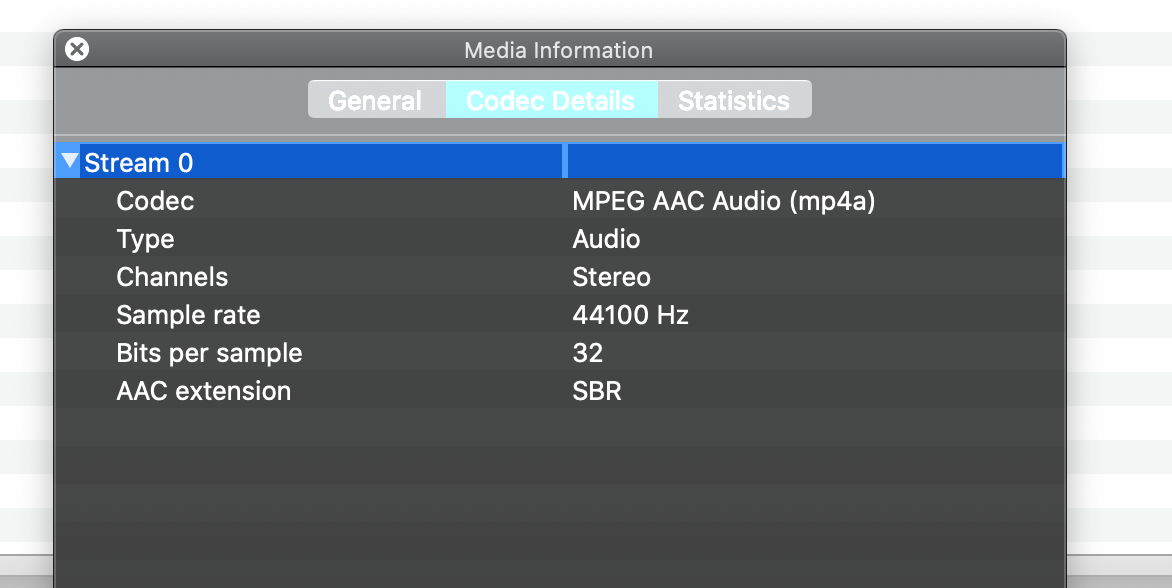 Media Information
General Codec Details Statistics
Stream 0
Codec MPEG AAC Audio (mp4a)
Type Audio
Channels Stereo
Sample rate 44100 Hz
Bits per sample 32
AAC extension SBR